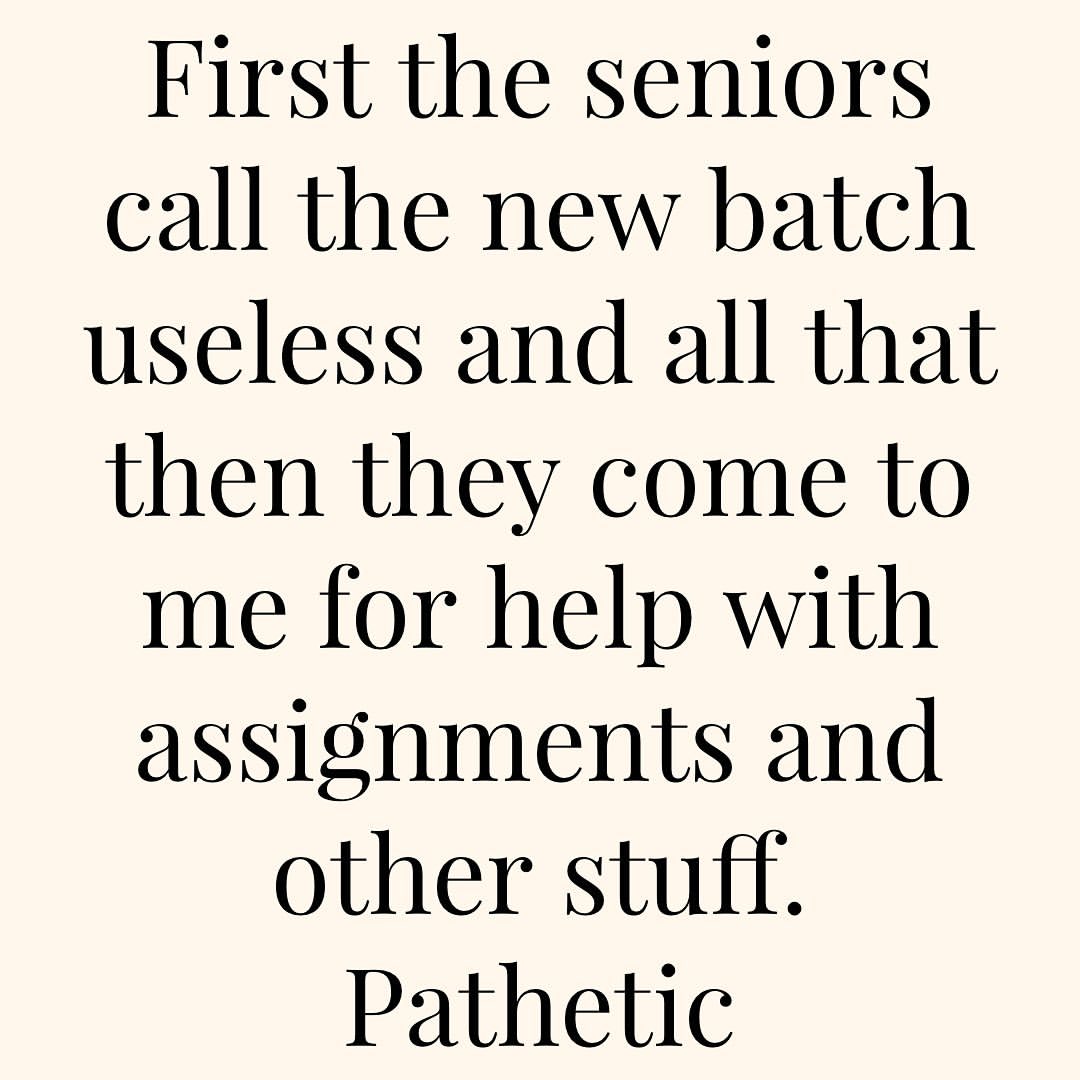 First the seniors
call the new batch
useless and all that
then they come to
me for help with
assignments and
other stuff.
Pathetic